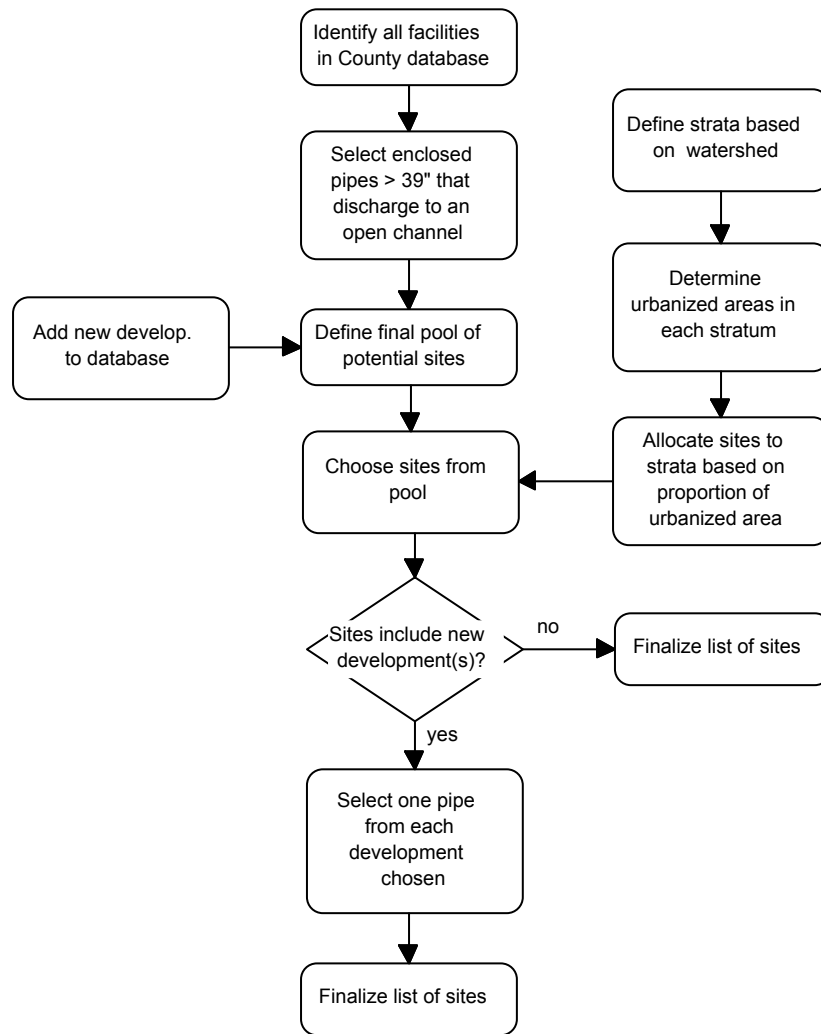 Identify all facilities
in County database
Define strata based
on watershed
Select enclosed
pipes > 39" that
discharge to an
open channel
Determine
urbanized areas in
each stratum
Add new develop.
to database
Define final pool of
potential sites
Allocate sites to
strata based on
proportion of
urbanized area
Choose sites from
pool
Sites include new
development(s)?
no
Finalize list of sites
yes
Select one pipe
from each
development
chosen
Finalize list of sites